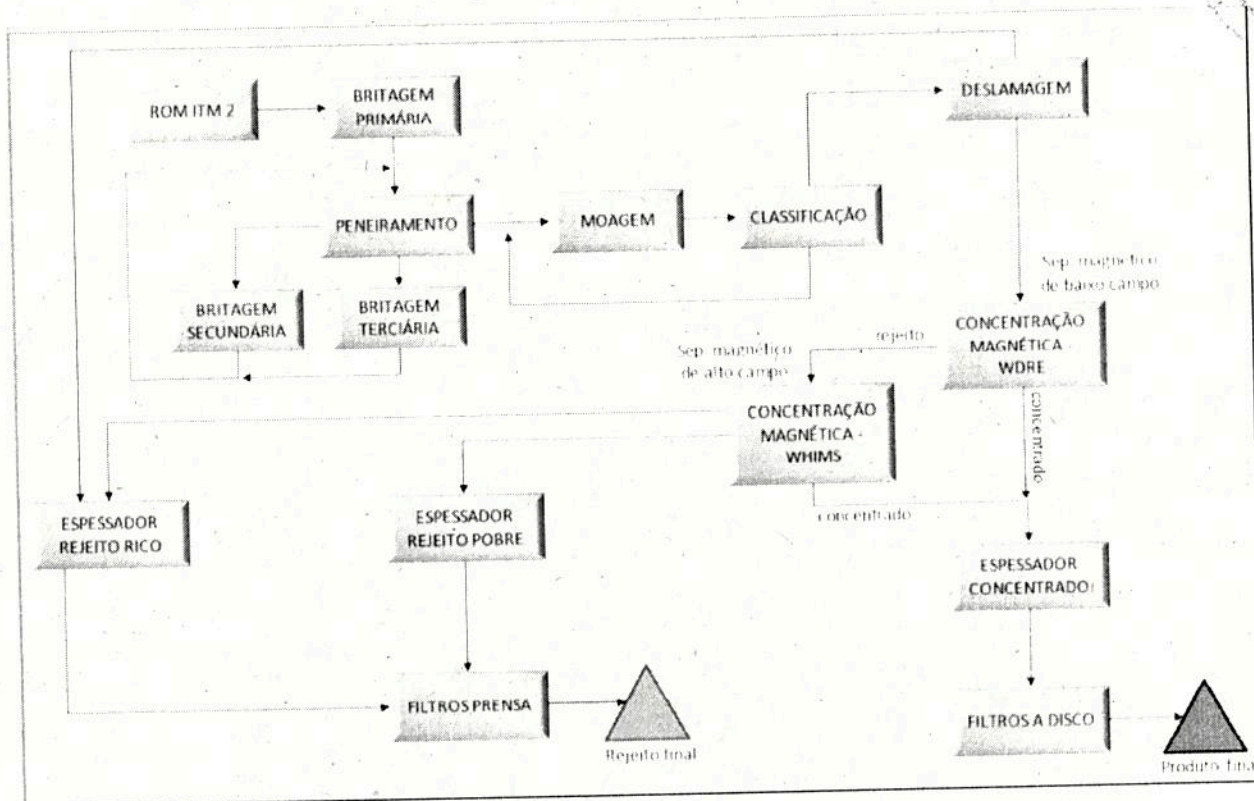 ROM ITM 2
BRITAGEM
PRIMÁRIA
DESLAMAGEM
PENEIRAMENTO
MOAGEM
CLASSIFICAÇÃO
BRITAGEM
SECUNDÁRIA
BRITAGEM
TERCIÁRIA
Sep. magnético
de baixo campo
CONCENTRAÇÃO
MAGNÉTICA -
WDRE
rejeito
Sep. magnético
de alto campo
CONCENTRAÇÃO
MAGNÉTICA -
WHIMS
concentrado
concentrado
ESPESSADOR
REJEITO RICO
ESPESSADOR
REJEITO POBRE
ESPESSADOR
CONCENTRADO
FILTROS PRENSA
Rejeito final
FILTROS A DISCO
Produto final